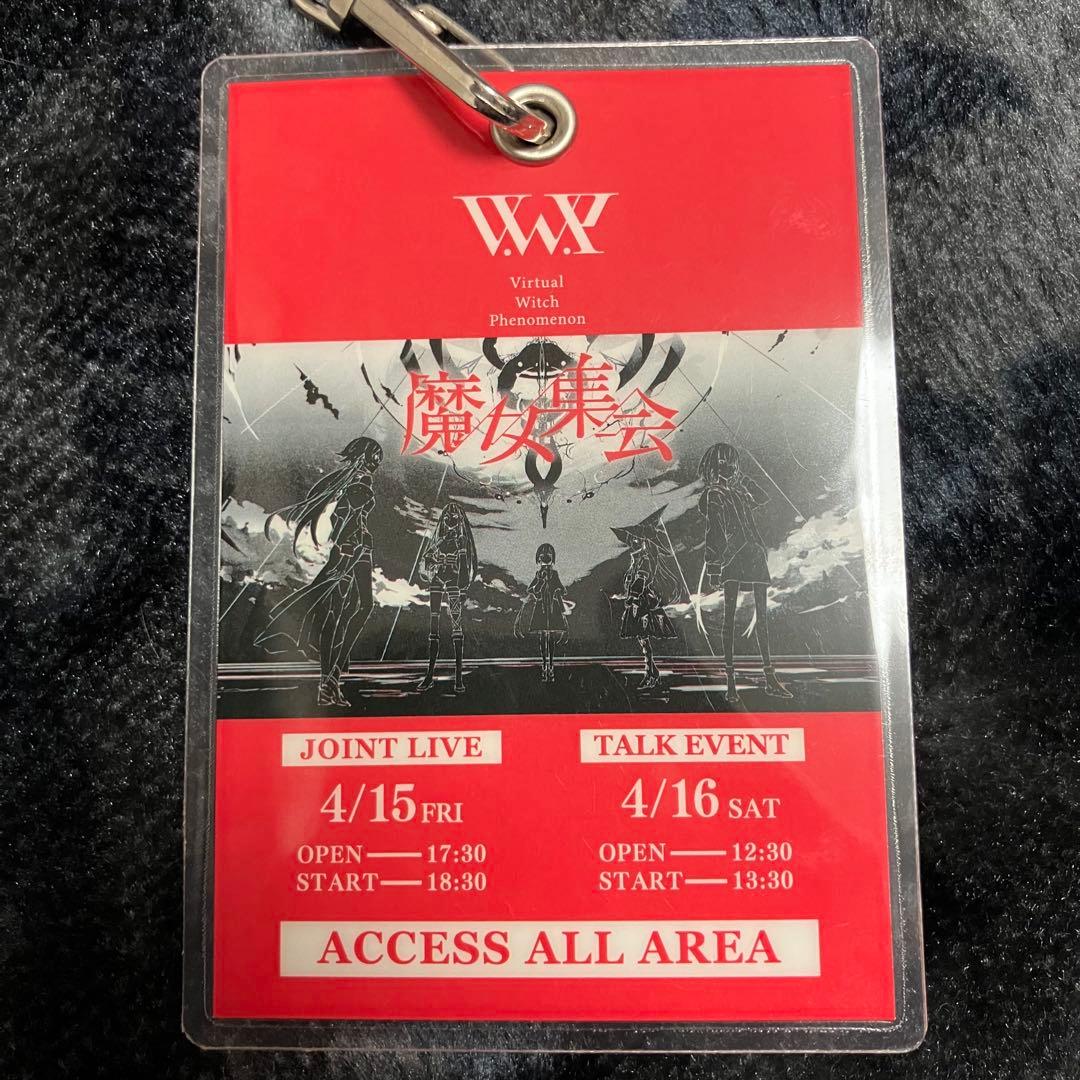 V.W.P
Virtual
Witch
Phenomenon
魔女集会
JOINT LIVE
4/15 FRI
OPEN——17:30
START—18:30
TALK EVENT
4/16 SAT
OPEN——12:30
START—13:30
ACCESS ALL AREA